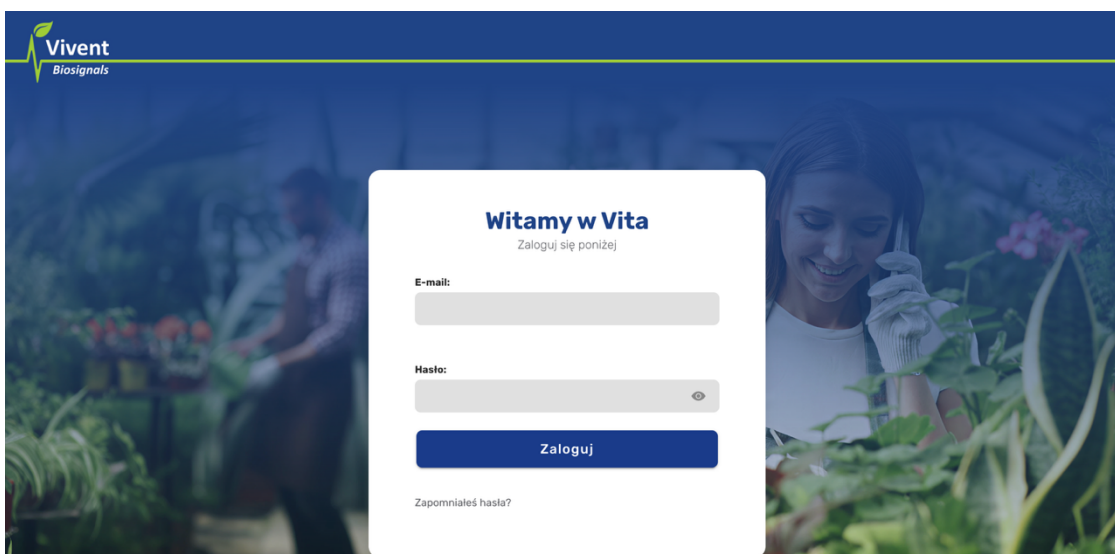 Vivent
Biosignals
Witamy w Vita
Zaloguj się poniżej
E-mail:
Hasło:
Zaloguj
Zapomniałeś hasła?